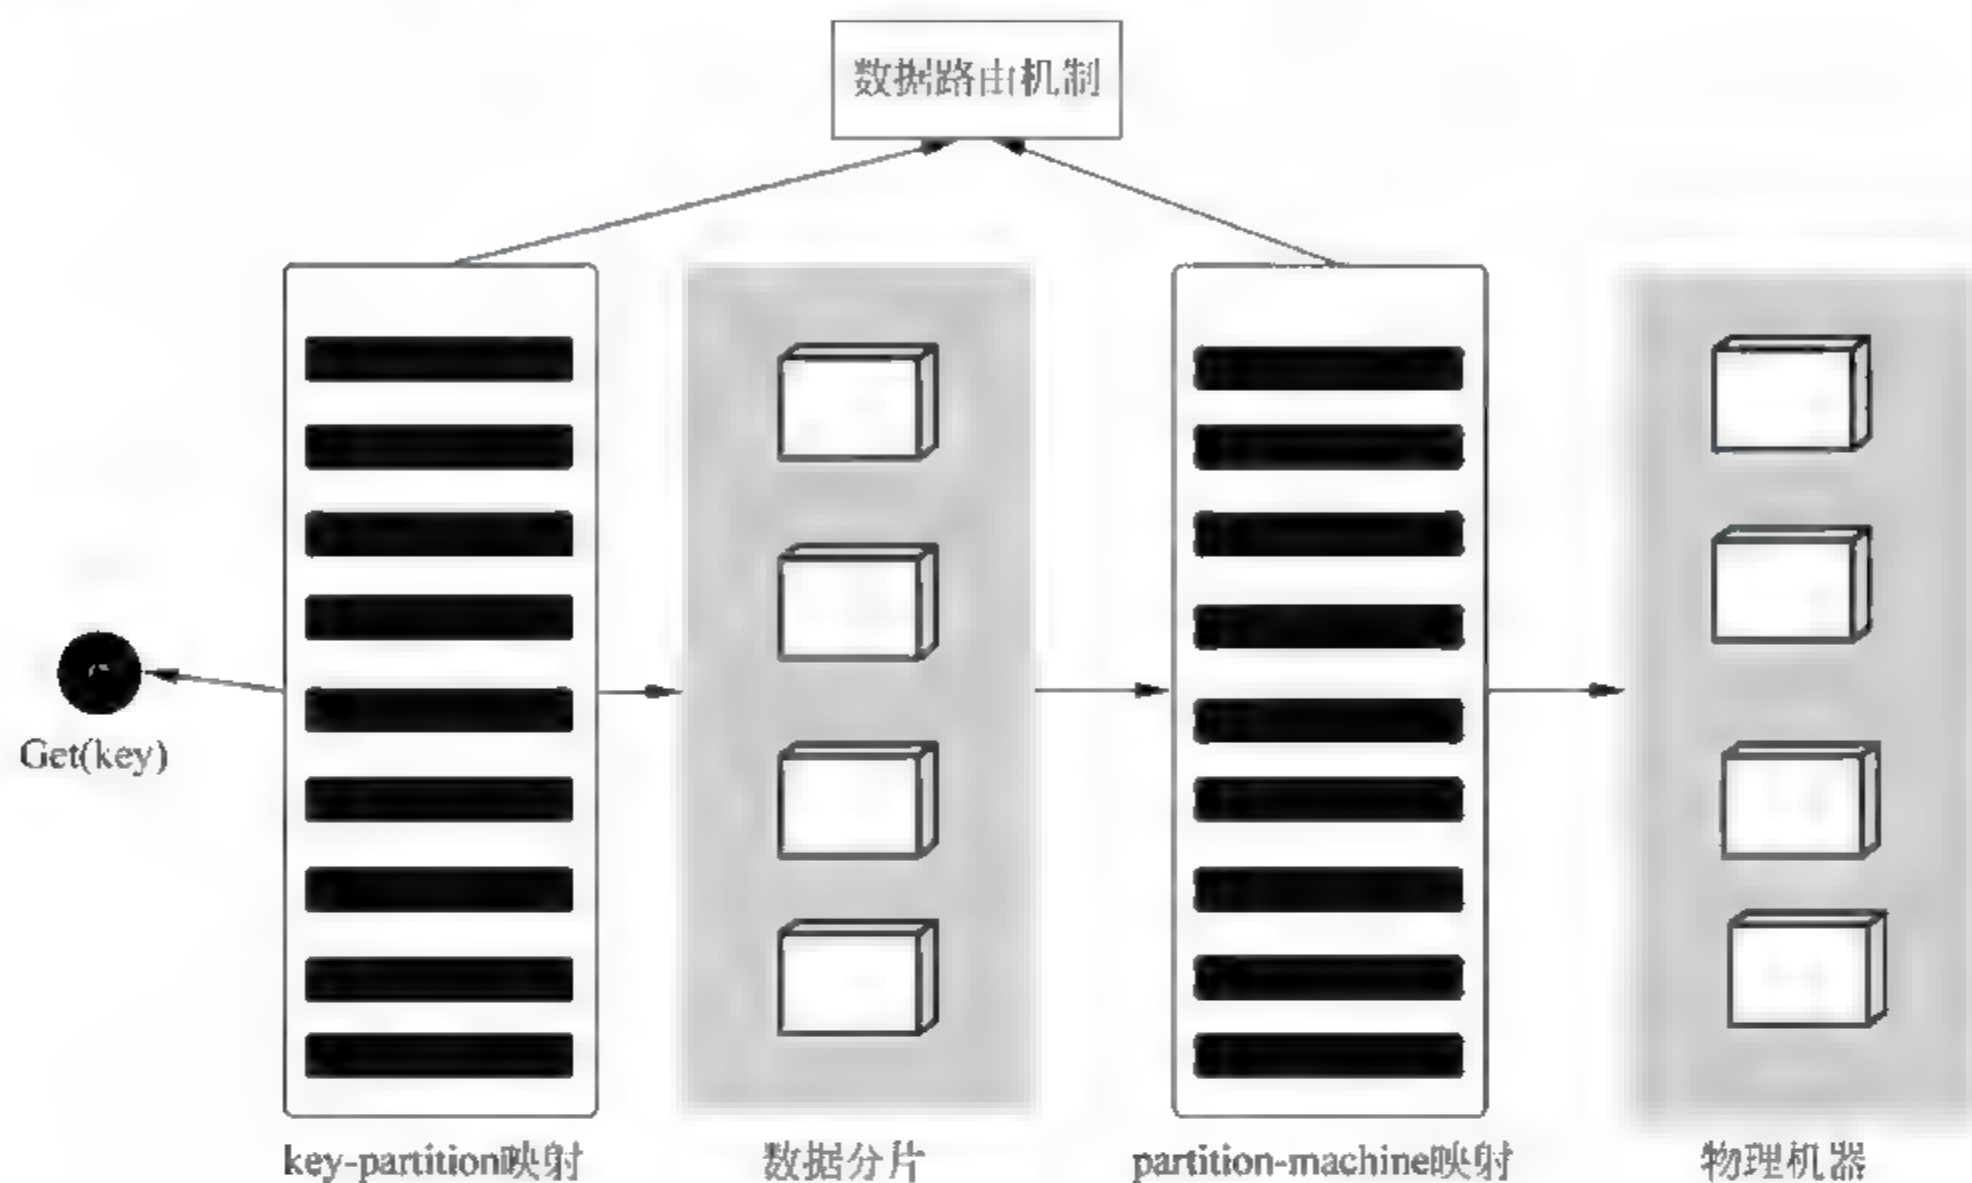 数据路由机制
Get(key)
key-partition映射
数据分片
partition-machine映射
物理机器